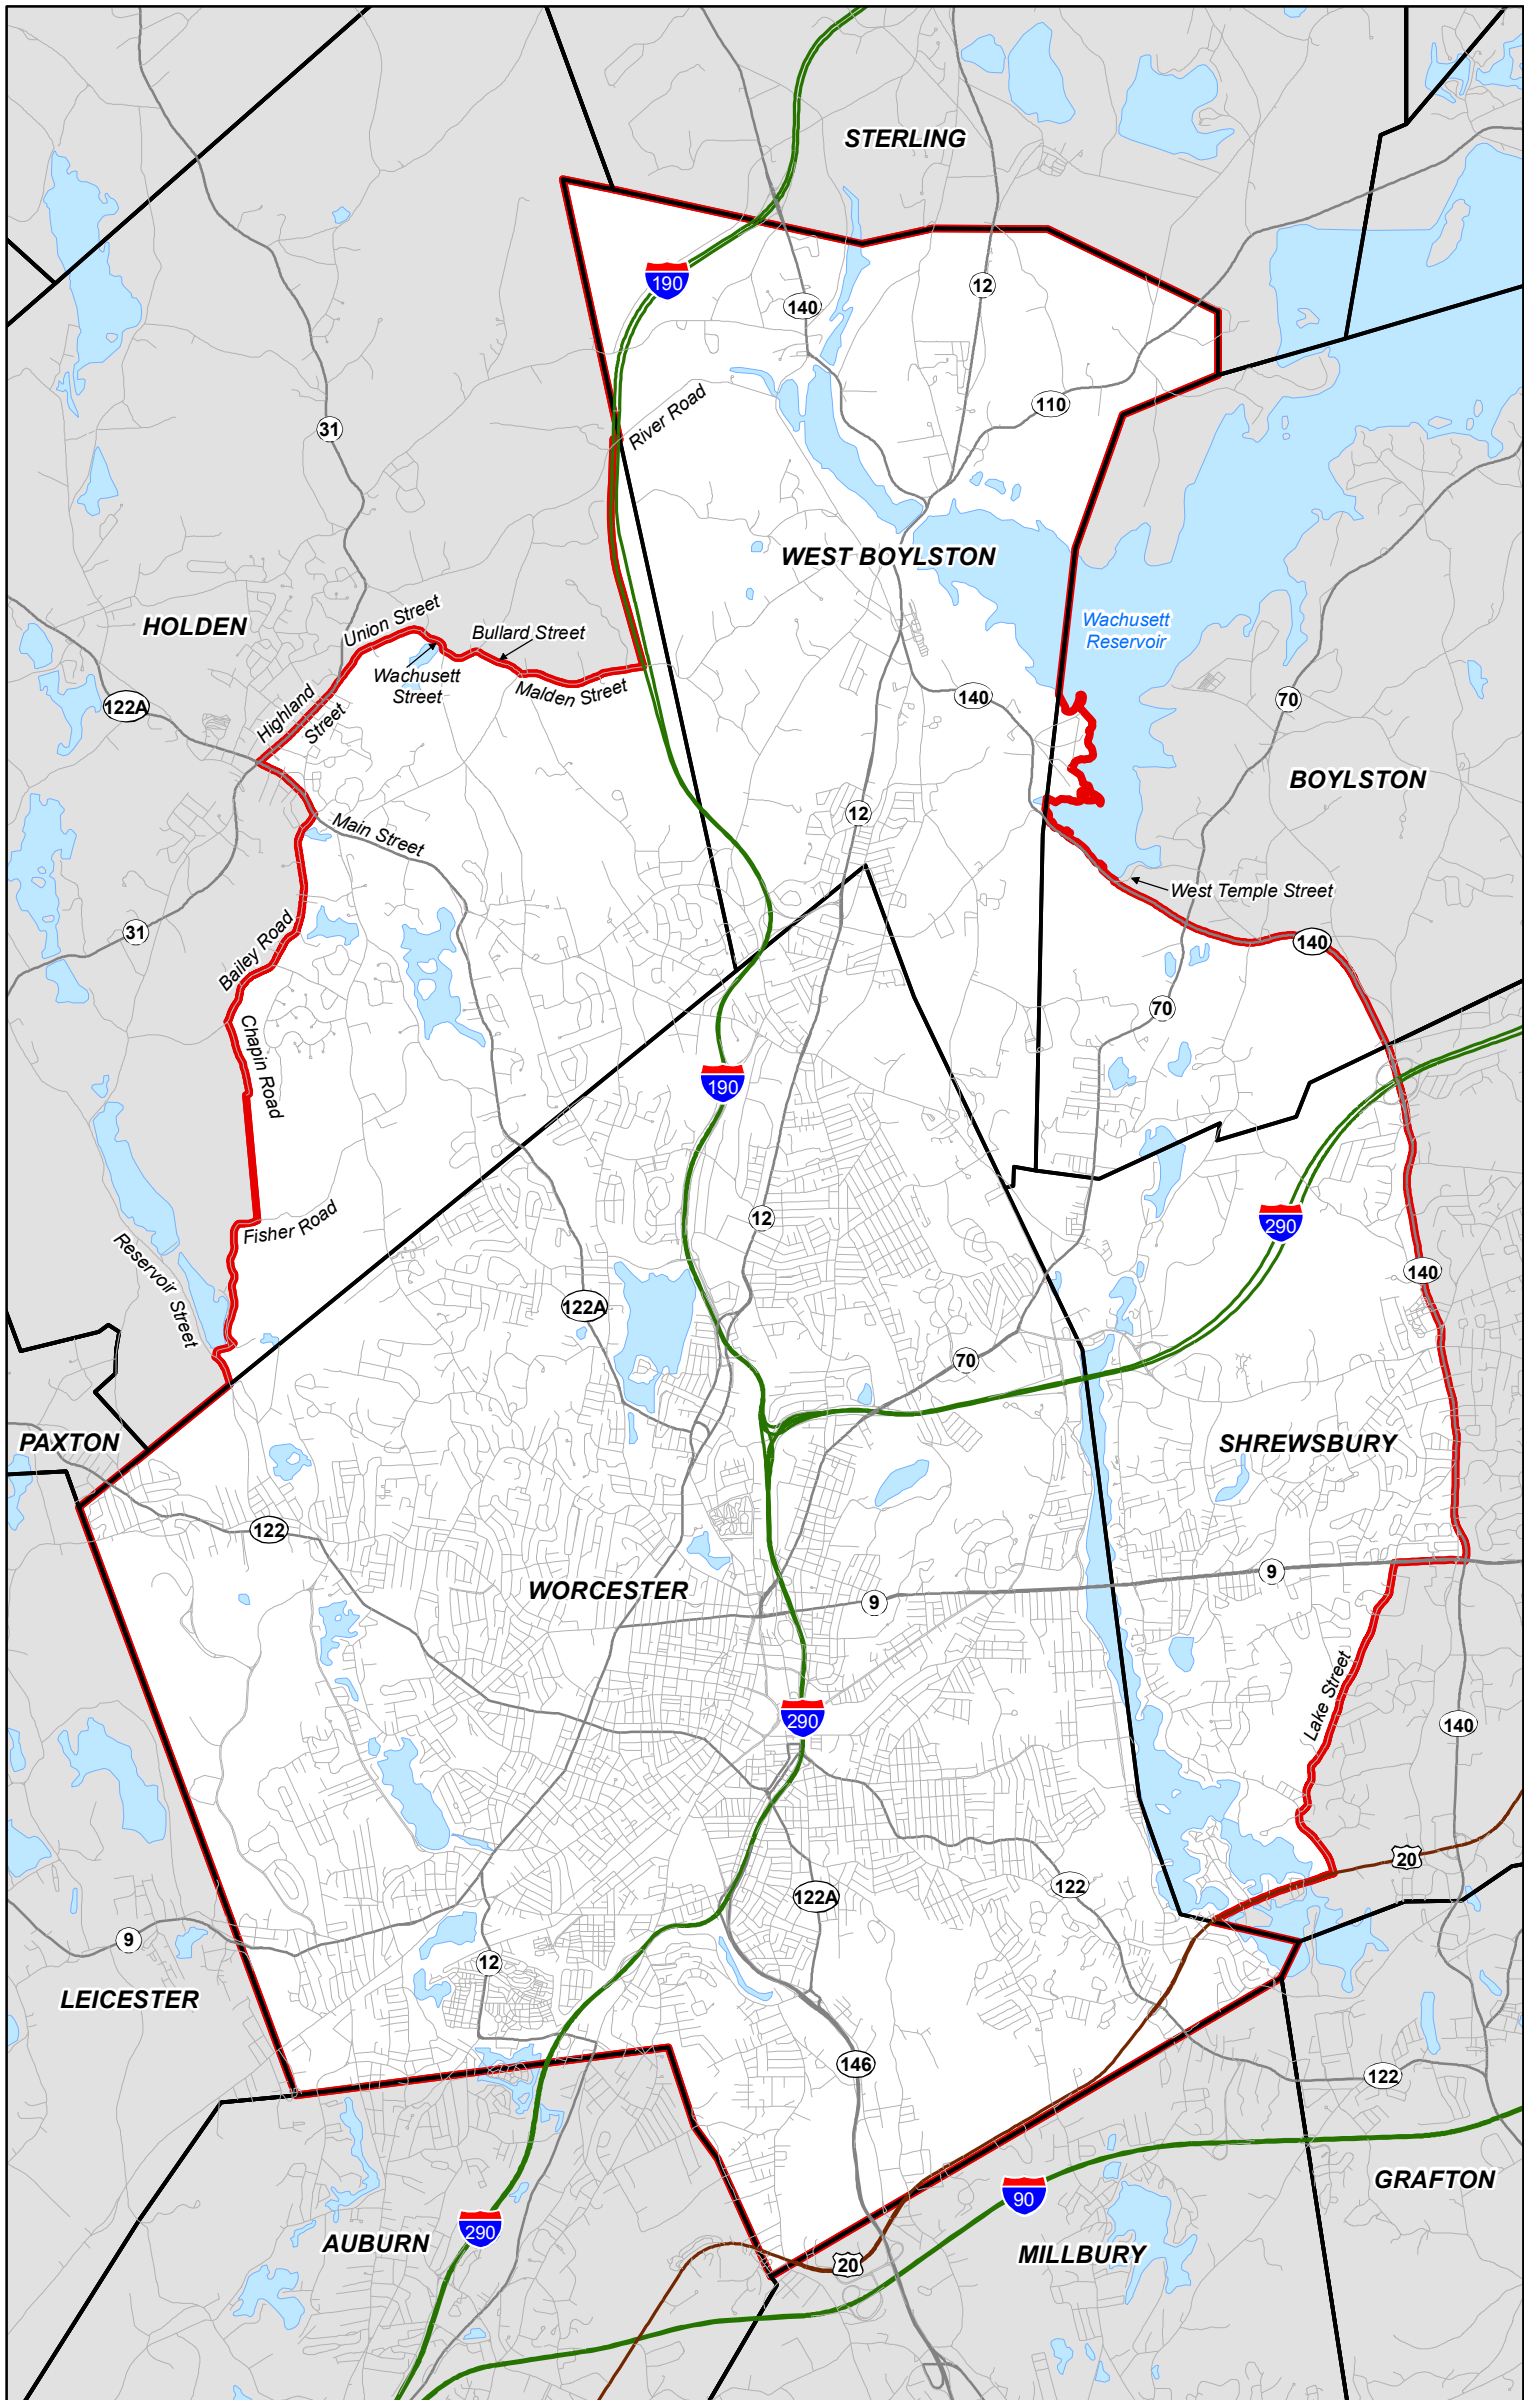 STERLING
190
140
12
110
River Road
31
WEST BOYLSTON
Wachusett
Reservoir
HOLDEN
Union Street
Bullard Street
Wachusett
Street
Malden Street
Highland
Street
122A
140
70
BOYLSTON
12
Main Street
West Temple Street
31
Bailey Road
140
70
Chapin Road
190
12
Fisher Road
290
Reservoir Street
140
122A
70
PAXTON
SHREWSBURY
122
WORCESTER
9
9
Lake Street
290
140
20
122A
122
9
12
LEICESTER
146
122
GRAFTON
90
290
AUBURN
MILLBURY
20